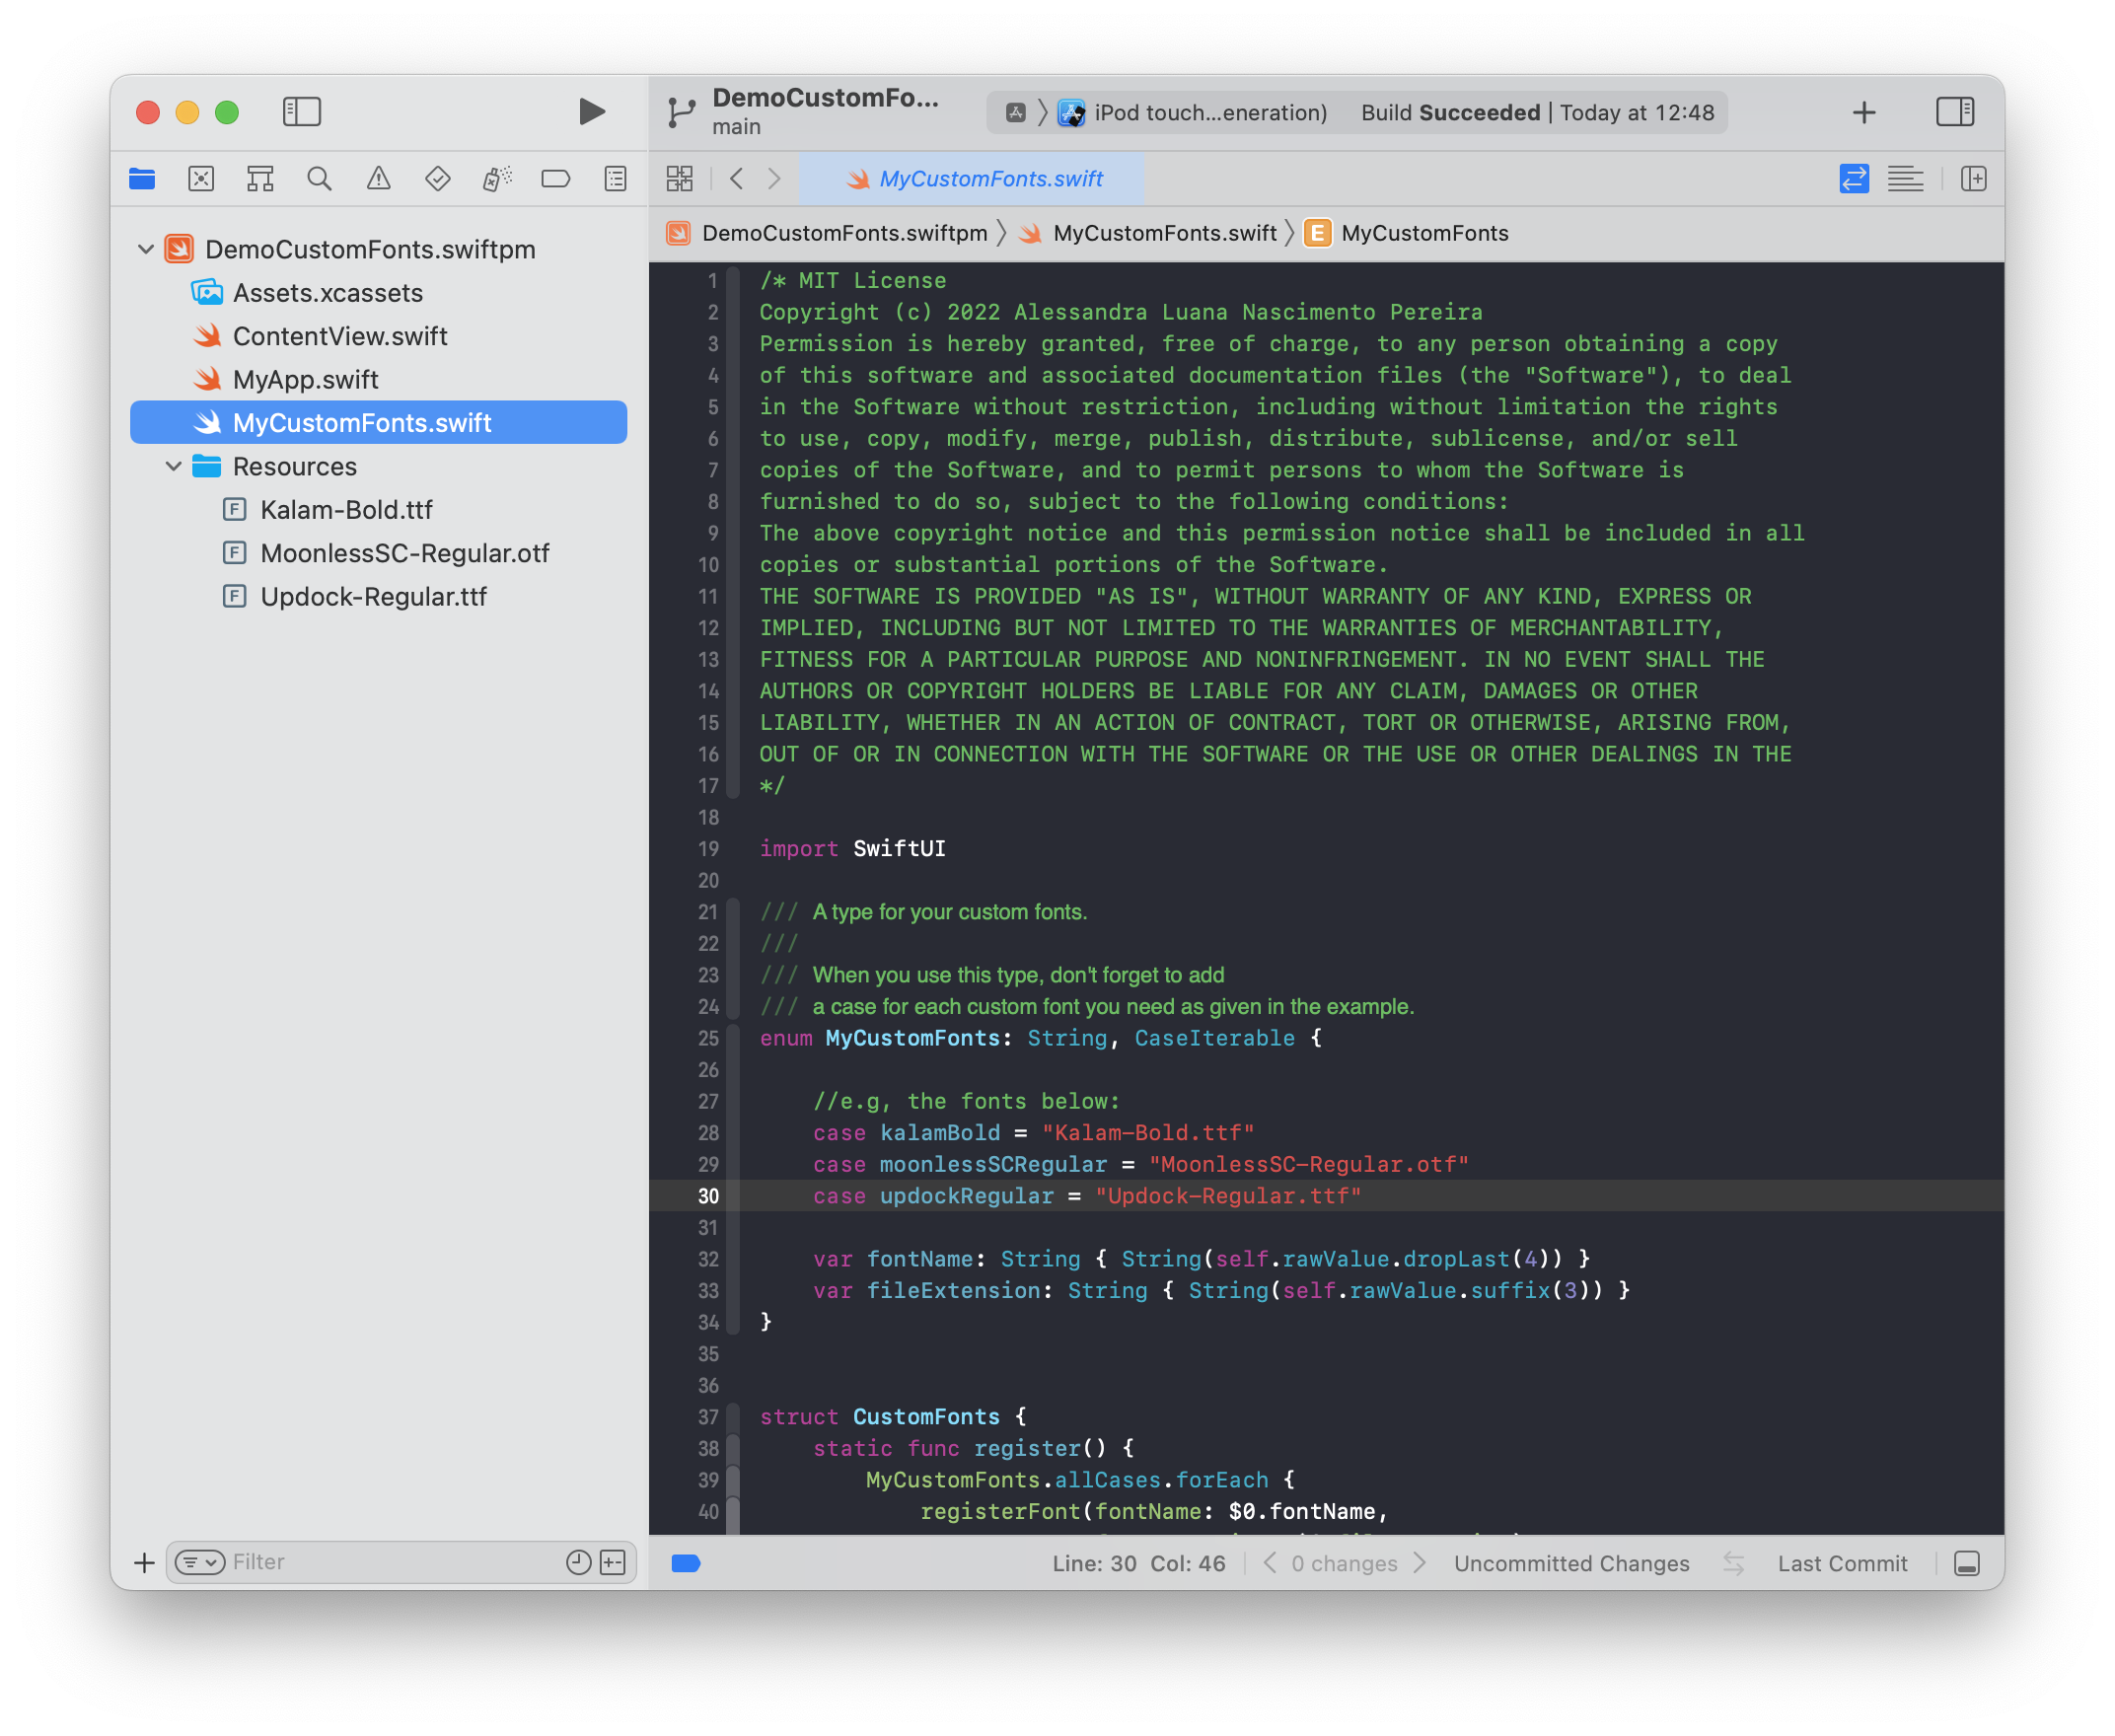 DemoCustomFo...
main
iPod touch...eneration)
Build Succeeded | Today at 12:48
MyCustomFonts.swift
DemoCustomFonts.swiftpm
MyCustomFonts.swift
E
MyCustomFonts
DemoCustomFonts.swiftpm
Assets.xcassets
ContentView.swift
MyApp.swift
MyCustomFonts.swift
Resources
F Kalam-Bold.ttf
F MoonlessSC-Regular.otf
F Updock-Regular.ttf
Filter
1 /* MIT License
2 Copyright (c) 2022 Alessandra Luana Nascimento Pereira
3 Permission is hereby granted, free of charge, to any person obtaining a copy
4 of this software and associated documentation files (the "Software"), to deal
5 in the Software without restriction, including without limitation the rights
6 to use, copy, modify, merge, publish, distribute, sublicense, and/or sell
7 copies of the Software, and to permit persons to whom the Software is
8 furnished to do so, subject to the following conditions:
9 The above copyright notice and this permission notice shall be included in all
10 copies or substantial portions of the Software.
11 THE SOFTWARE IS PROVIDED "AS IS", WITHOUT WARRANTY OF ANY KIND, EXPRESS OR
12 IMPLIED, INCLUDING BUT NOT LIMITED TO THE WARRANTIES OF MERCHANTABILITY,
13 FITNESS FOR A PARTICULAR PURPOSE AND NONINFRINGEMENT. IN NO EVENT SHALL THE
14 AUTHORS OR COPYRIGHT HOLDERS BE LIABLE FOR ANY CLAIM, DAMAGES OR OTHER
15 LIABILITY, WHETHER IN AN ACTION OF CONTRACT, TORT OR OTHERWISE, ARISING FROM,
16 OUT OF OR IN CONNECTION WITH THE SOFTWARE OR THE USE OR OTHER DEALINGS IN THE
17 */
18
19 import SwiftUI
20
21 /// A type for your custom fonts.
22 ///
23 /// When you use this type, don't forget to add
24 /// a case for each custom font you need as given in the example.
25 enum MyCustomFonts: String, CaseIterable {
26
27 //e.g, the fonts below:
28 case kalamBold = "Kalam-Bold.ttf"
29 case moonlessSCRegular = "MoonlessSC-Regular.otf"
30 case updockRegular = "Updock-Regular.ttf"
31
32 var fontName: String { String(self.rawValue.dropLast(4)) }
33 var fileExtension: String { String(self.rawValue.suffix(3)) }
34 }
35
36
37 struct CustomFonts {
38 static func register() {
39 MyCustomFonts.allCases.forEach {
40 registerFont(fontName: $0.fontName,
Line: 30 Col: 46
0 changes
Uncommitted Changes
Last Commit